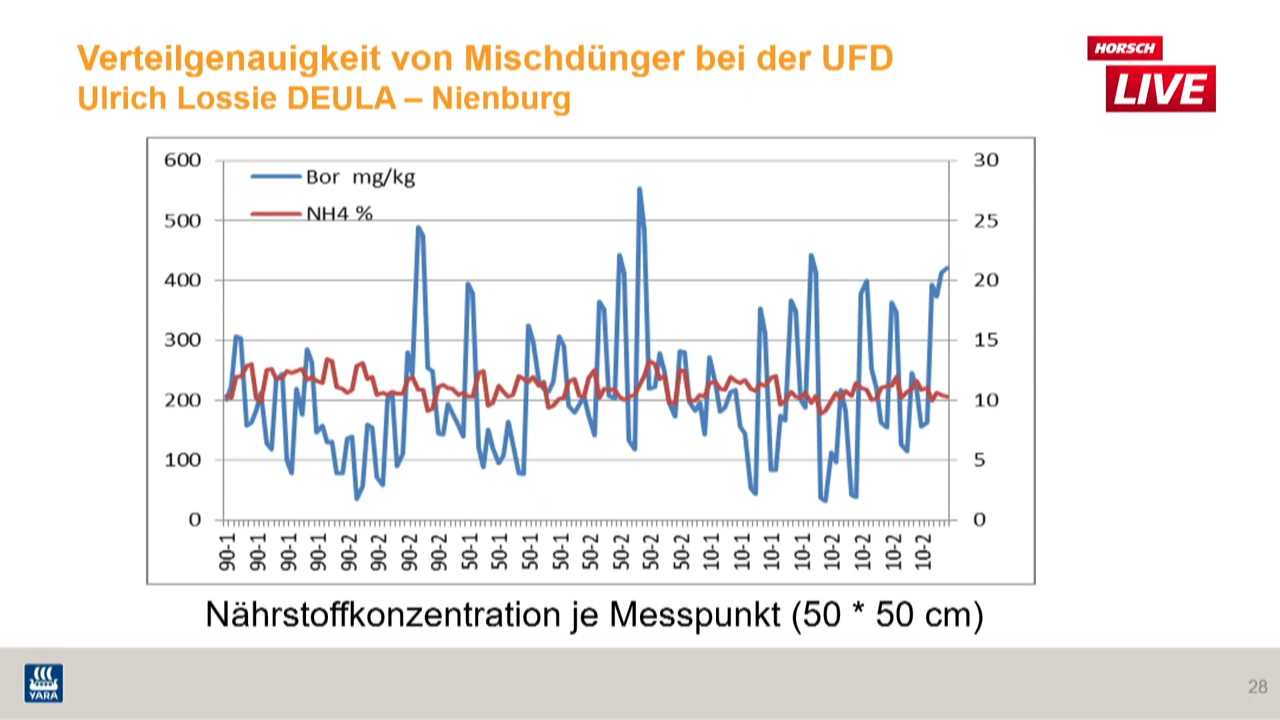 Verteilgenauigkeit von Mischdünger bei der UFD
Ulrich Lossie DEULA – Nienburg
HORSCH
LIVE
600
500
400
300
200
100
0
Bor mg/kg
NH4 %
30
25
20
15
10
5
0
90-1 90-1 90-1 90-1 90-2 90-2 90-2 90-2 50-1 50-1 50-1 50-1 50-2 50-2 50-2 50-2 10-1 10-1 10-1 10-1 10-2 10-2 10-2 10-2
Nährstoffkonzentration je Messpunkt (50 * 50 cm)
YARA
28